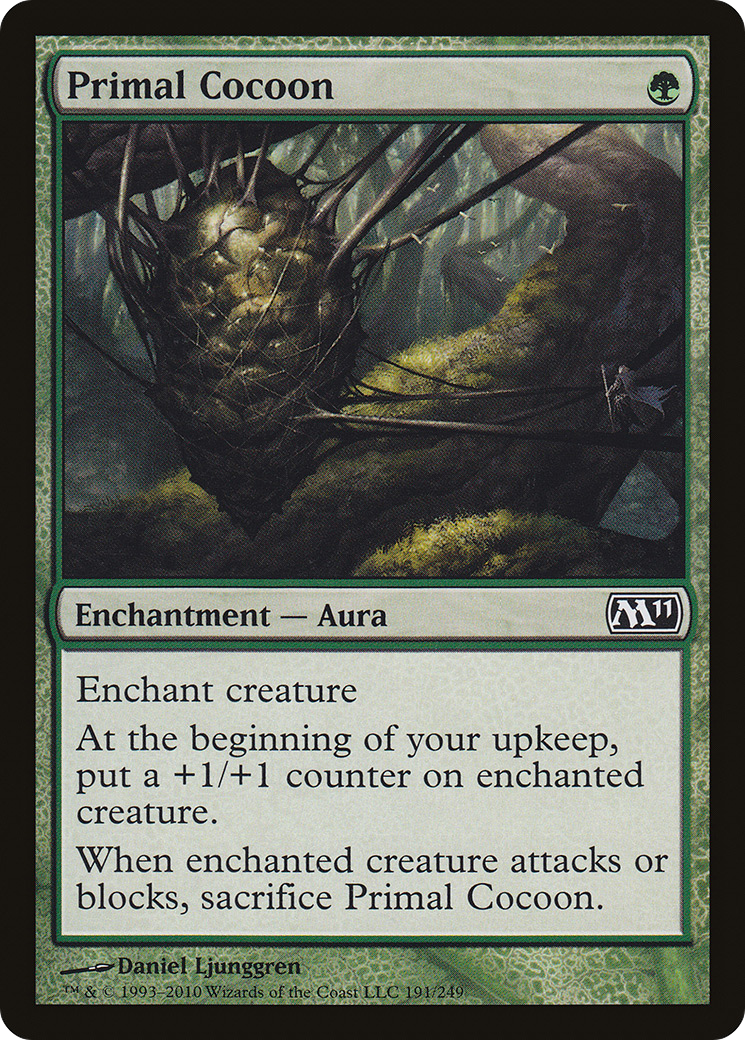 Primal Cocoon
Enchantment — Aura
M11
Enchant creature
At the beginning of your upkeep,
put a +1/+1 counter on enchanted
creature.
When enchanted creature attacks or
blocks, sacrifice Primal Cocoon.
Daniel Ljunggren
™ & © 1993–2010 Wizards of the Coast LLC 191/249